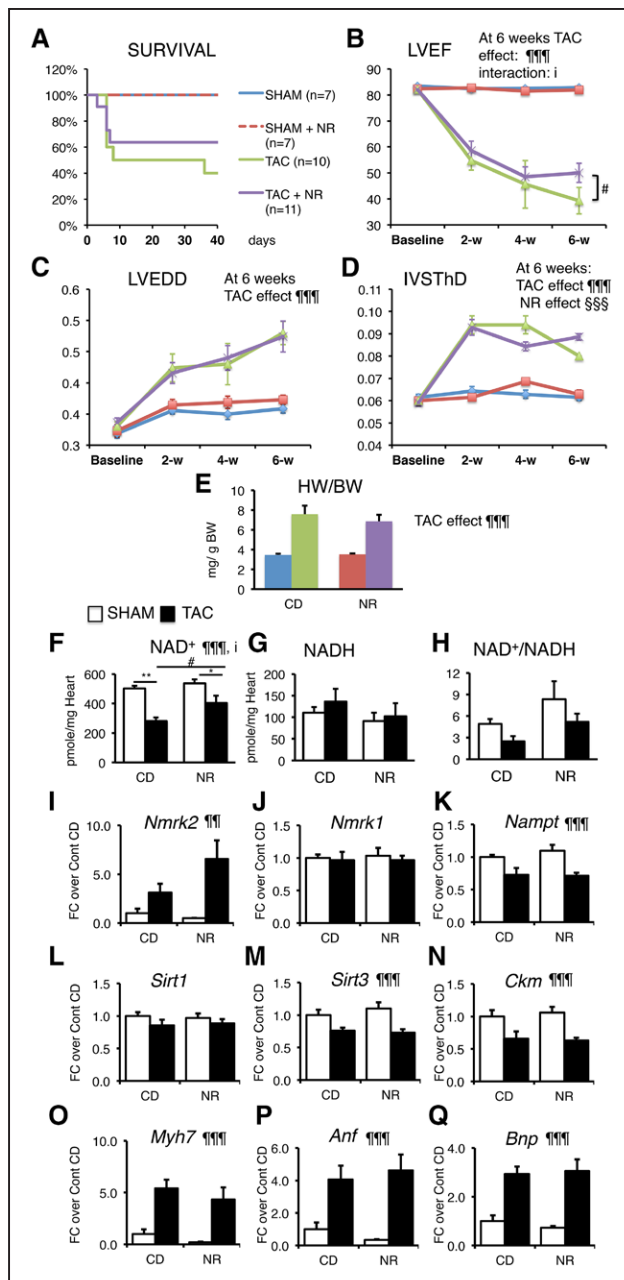 A
SURVIVAL
120%
100%
80%
60%
40%
20%
0%
0
10
20
30
40
days
SHAM (n=7)
SHAM + NR
(n=7)
TAC (n=10)
TAC + NR
(n=11)
B
LVEF
At 6 weeks TAC
effect: ¶¶¶
interaction: i
90
80
70
60
50
40
30
#
Baseline 2-w 4-w 6-w
C
LVEDD
At 6 weeks
TAC effect ¶¶¶
0.6
0.5
0.5
0.4
0.4
0.3
Baseline 2-w 4-w 6-w
D
IVSThD
At 6 weeks:
TAC effect ¶¶¶
NR effect §§§
0.10
0.09
0.08
0.07
0.06
0.05
0.04
Baseline 2-w 4-w 6-w
E
HW/BW
TAC effect ¶¶¶
mg/ g BW
10
8
6
4
2
0
CD NR
SHAM TAC
F
NAD⁺ ¶¶¶, i
#
** *
pmole/mg Heart
600
400
200
0
CD NR
G
NADH
pmole/mg Heart
200
150
100
50
0
CD NR
H
NAD⁺/NADH
12
9
6
3
0
CD NR
I
Nmrk2 ¶¶
FC over Cont CD
10.0
5.0
0.0
CD NR
J
Nmrk1
FC over Cont CD
1.5
1.0
0.5
0.0
CD NR
K
Nampt ¶¶¶
FC over Cont CD
1.5
1.0
0.5
0.0
CD NR
L
Sirt1
FC over Cont CD
1.5
1.0
0.5
0.0
CD NR
M
Sirt3 ¶¶¶
FC over Cont CD
1.5
1.0
0.5
0.0
CD NR
N
Ckm ¶¶¶
FC over Cont CD
1.5
1.0
0.5
0.0
CD NR
O
Myh7 ¶¶¶
FC over Cont CD
10.0
5.0
0.0
CD NR
P
Anf ¶¶¶
FC over Cont CD
6.0
4.0
2.0
0.0
CD NR
Q
Bnp ¶¶¶
FC over Cont CD
4.0
2.0
0.0
CD NR